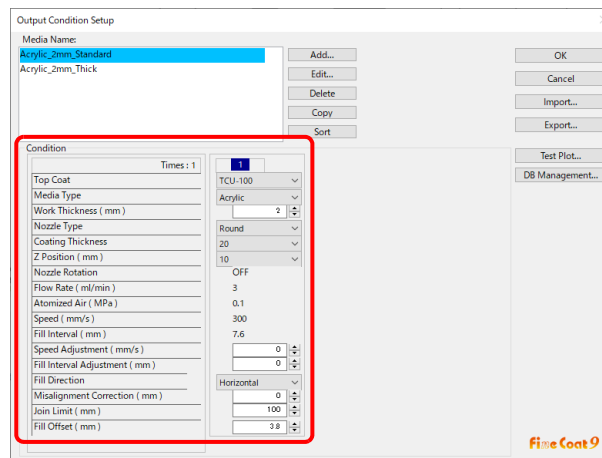 Output Condition Setup
Media Name:
Acrylic_2mm_Standard
Acrylic_2mm_Thick
Add...
Edit...
Delete
Copy
Sort
OK
Cancel
Import...
Export...
Test Plot...
DB Management...
Condition
Times : 1 1
Top Coat TCU-100
Media Type Acrylic
Work Thickness ( mm ) 2
Nozzle Type Round
Coating Thickness 20
Z Position ( mm ) 10
Nozzle Rotation OFF
Flow Rate ( ml/min ) 3
Atomized Air ( MPa ) 0.1
Speed ( mm/s ) 300
Fill Interval ( mm ) 7.6
Speed Adjustment ( mm/s ) 0
Fill Interval Adjustment ( mm ) 0
Fill Direction Horizontal
Misalignment Correction ( mm ) 0
Join Limit ( mm ) 100
Fill Offset ( mm ) 3.8
Fine Coat 9